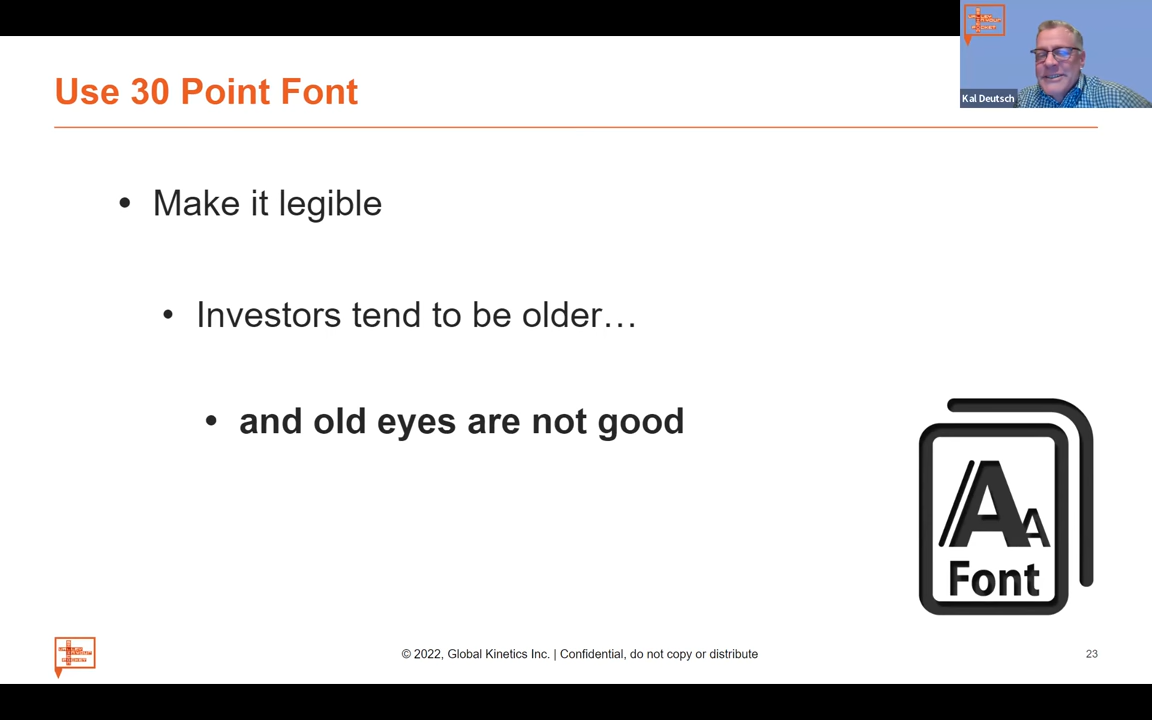 Use 30 Point Font
Kal Deutsch
• Make it legible
• Investors tend to be older…
• and old eyes are not good
AA
Font
© 2022, Global Kinetics Inc. | Confidential, do not copy or distribute
23